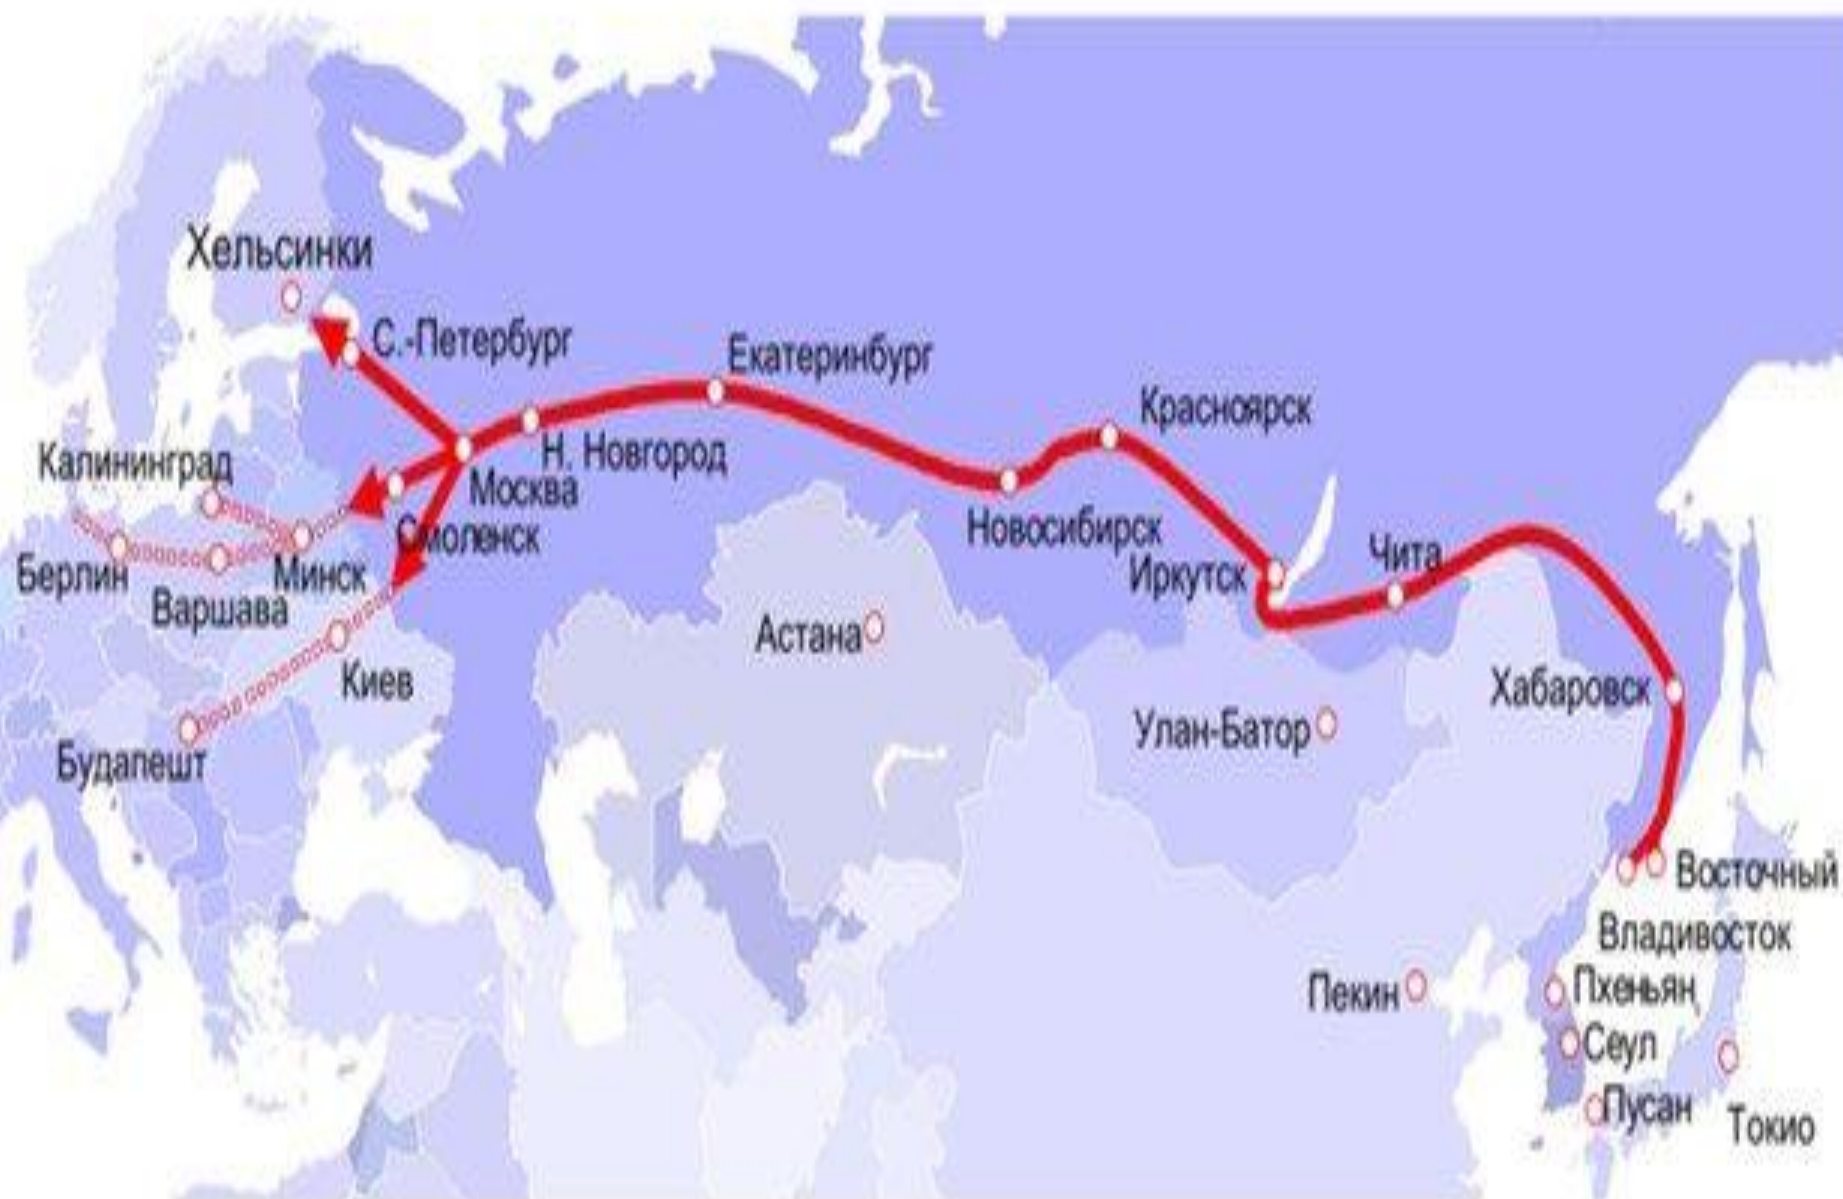 Хельсинки
С.-Петербург
Екатеринбург
Красноярск
Калининград
Н. Новгород
Москва
Смоленск
Новосибирск
Чита
Берлин
Минск
Иркутск
Варшава
Астана
Киев
Хабаровск
Улан-Батор
Будапешт
Восточный
Владивосток
Пекин
Пхеньян
Сеул
Пусан
Токио